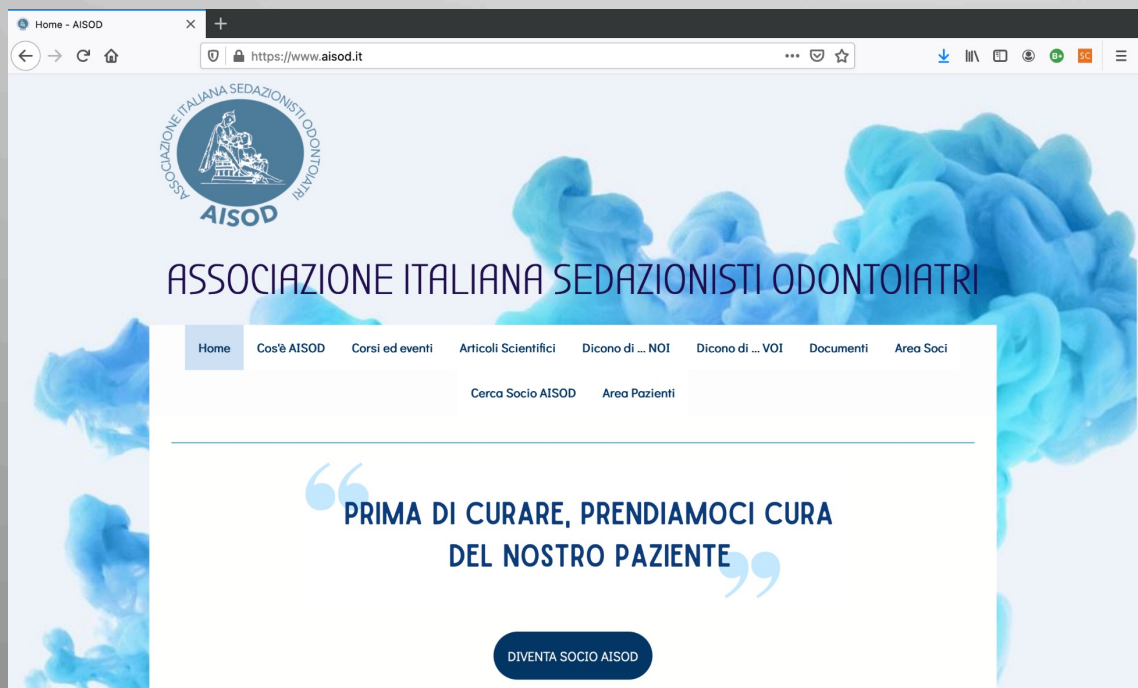 Home - AISOD
https://www.aisod.it
B+
SC
ASSOCIAZIONE ITALIANA SEDAZIONISTI ODONTOIATRI
AISOD
ASSOCIAZIONE ITALIANA SEDAZIONISTI ODONTOIATRI
Home Cos'è AISOD Corsi ed eventi Articoli Scientifici Dicono di ... NOI Dicono di ... VOI Documenti Area Soci
Cerca Socio AISOD Area Pazienti
“PRIMA DI CURARE, PRENDIAMOCI CURA
DEL NOSTRO PAZIENTE”
DIVENTA SOCIO AISOD